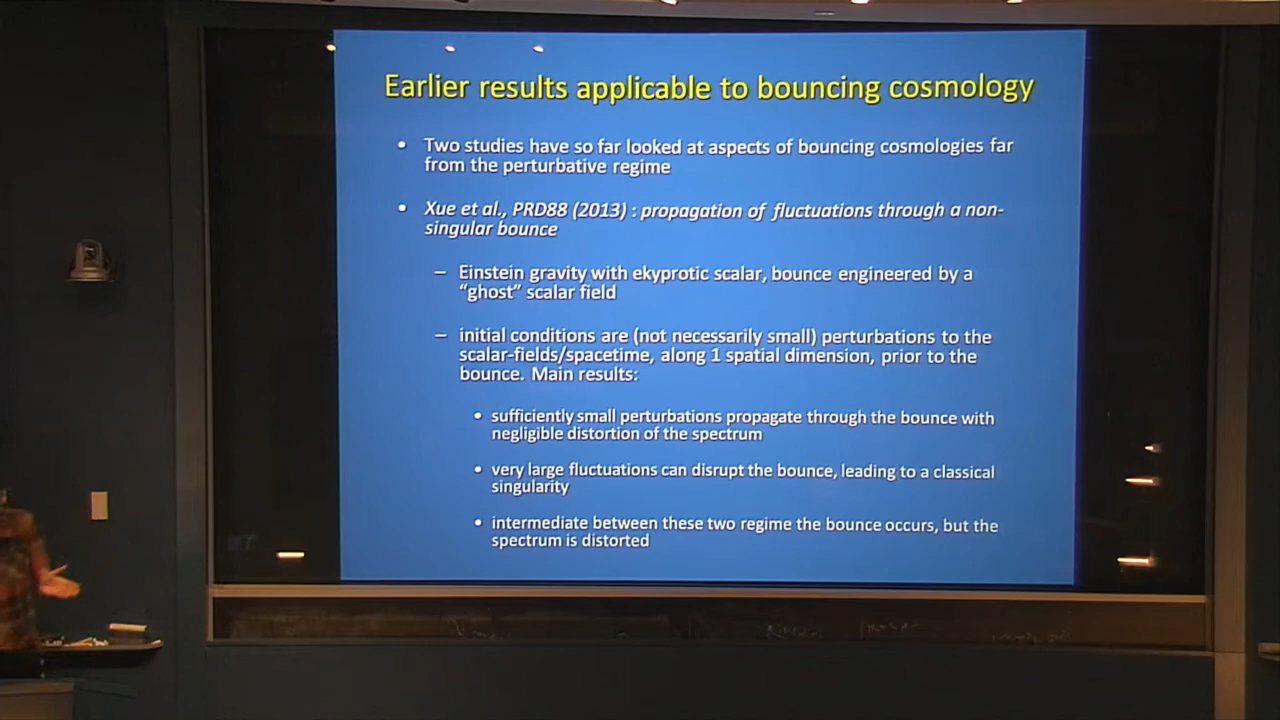 Earlier results applicable to bouncing cosmology
• Two studies have so far looked at aspects of bouncing cosmologies far
from the perturbative regime
• Xue et al., PRD88 (2013) : propagation of fluctuations through a non-
singular bounce
– Einstein gravity with ekyprotic scalar, bounce engineered by a
"ghost" scalar field
– initial conditions are (not necessarily small) perturbations to the
scalar-fields/spacetime, along 1 spatial dimension, prior to the
bounce. Main results:
• sufficiently small perturbations propagate through the bounce with
negligible distortion of the spectrum
• very large fluctuations can disrupt the bounce, leading to a classical
singularity
• intermediate between these two regime the bounce occurs, but the
spectrum is distorted